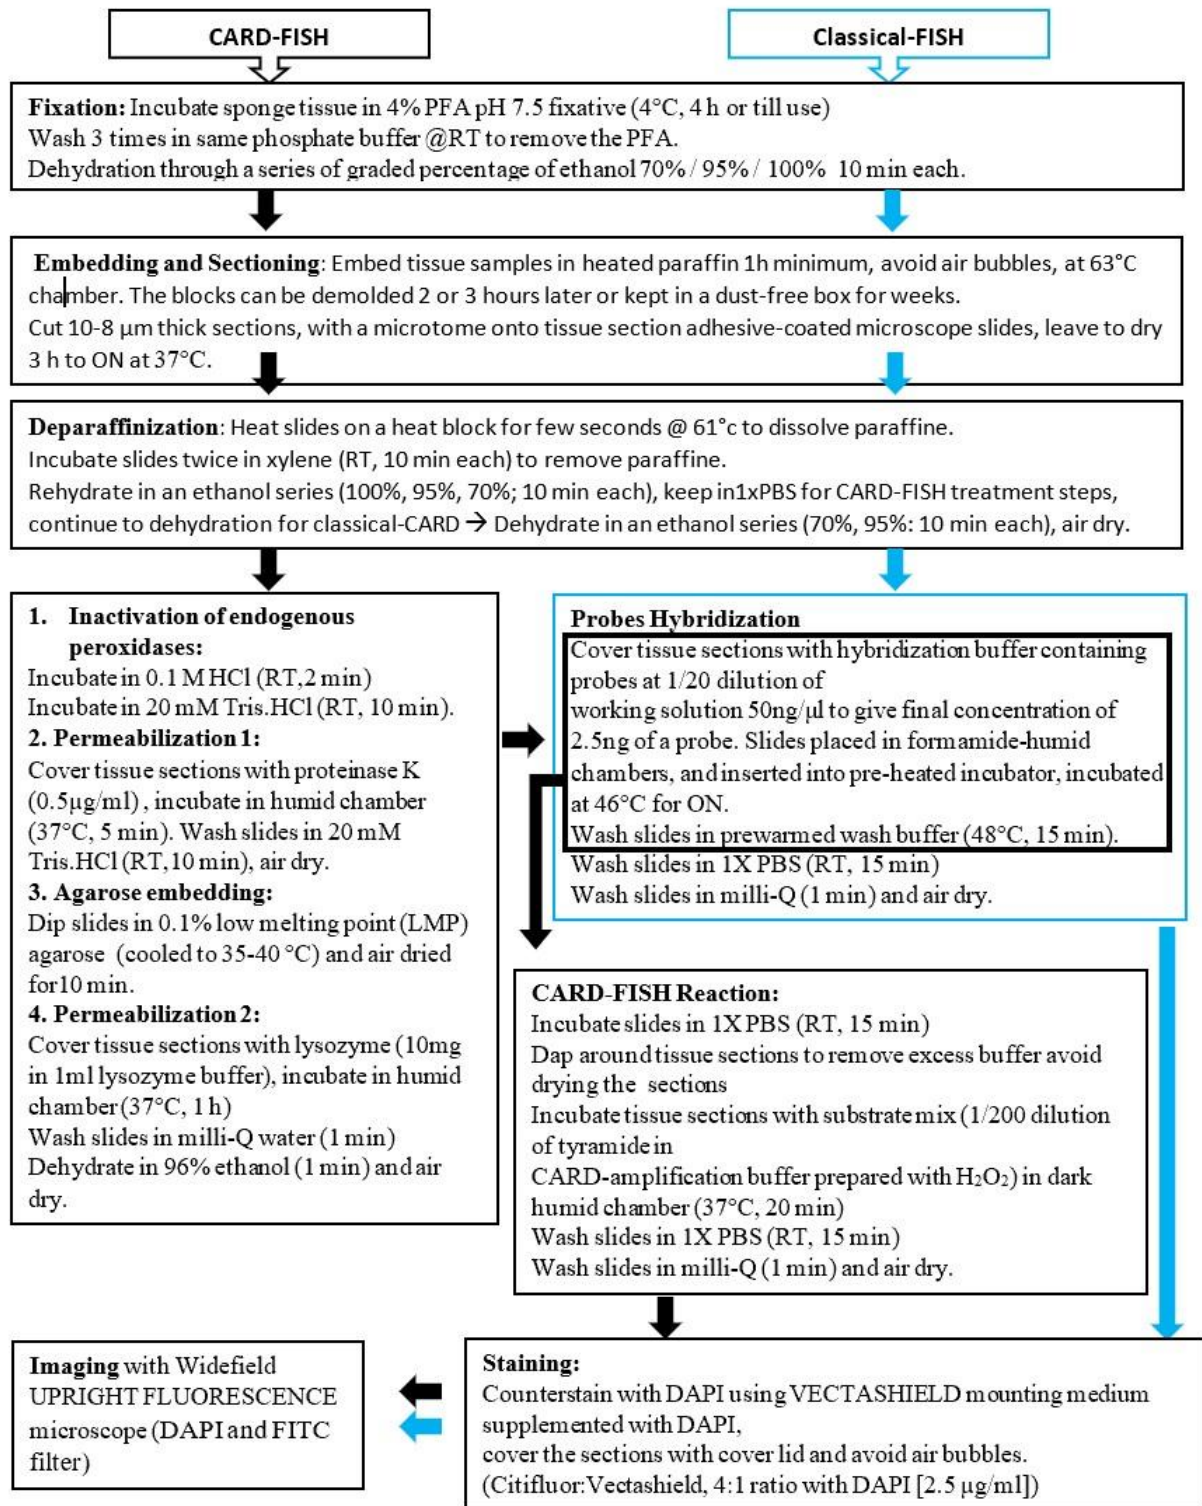 CARD-FISH
Classical-FISH
Fixation: Incubate sponge tissue in 4% PFA pH 7.5 fixative (4°C, 4 h or till use)
Wash 3 times in same phosphate buffer @RT to remove the PFA.
Dehydration through a series of graded percentage of ethanol 70% / 95% / 100%  10 min each.
Embedding and Sectioning: Embed tissue samples in heated paraffin 1h minimum, avoid air bubbles, at 63°C
chamber. The blocks can be demolded 2 or 3 hours later or kept in a dust-free box for weeks.
Cut 10-8 µm thick sections, with a microtome onto tissue section adhesive-coated microscope slides, leave to dry
3 h to ON at 37°C.
Deparaffinization: Heat slides on a heat block for few seconds @ 61°c to dissolve paraffine.
Incubate slides twice in xylene (RT, 10 min each) to remove paraffine.
Rehydrate in an ethanol series (100%, 95%, 70%; 10 min each), keep in1xPBS for CARD-FISH treatment steps,
continue to dehydration for classical-CARD → Dehydrate in an ethanol series (70%, 95%: 10 min each), air dry.
1. Inactivation of endogenous
peroxidases:
Incubate in 0.1 M HCl (RT,2 min)
Incubate in 20 mM Tris.HCl (RT, 10 min).
2. Permeabilization 1:
Cover tissue sections with proteinase K
(0.5µg/ml) , incubate in humid chamber
(37°C, 5 min). Wash slides in 20 mM
Tris.HCl (RT, 10 min), air dry.
3. Agarose embedding:
Dip slides in 0.1% low melting point (LMP)
agarose (cooled to 35-40 °C) and air dried
for10 min.
4. Permeabilization 2:
Cover tissue sections with lysozyme (10mg
in 1ml lysozyme buffer), incubate in humid
chamber (37°C, 1 h)
Wash slides in milli-Q water (1 min)
Dehydrate in 96% ethanol (1 min) and air
dry.
Probes Hybridization
Cover tissue sections with hybridization buffer containing
probes at 1/20 dilution of
working solution 50ng/µl to give final concentration of
2.5ng of a probe. Slides placed in formamide-humid
chambers, and inserted into pre-heated incubator, incubated
at 46°C for ON.
Wash slides in prewarmed wash buffer (48°C, 15 min).
Wash slides in 1X PBS (RT, 15 min)
Wash slides in milli-Q (1 min) and air dry.
CARD-FISH Reaction:
Incubate slides in 1X PBS (RT, 15 min)
Dap around tissue sections to remove excess buffer avoid
drying the sections
Incubate tissue sections with substrate mix (1/200 dilution
of tyramide in
CARD-amplification buffer prepared with H₂O₂) in dark
humid chamber (37°C, 20 min)
Wash slides in 1X PBS (RT, 15 min)
Wash slides in milli-Q (1 min) and air dry.
Imaging with Widefield
UPRIGHT FLUORESCENCE
microscope (DAPI and FITC
filter)
Staining:
Counterstain with DAPI using VECTASHIELD mounting medium
supplemented with DAPI,
cover the sections with cover lid and avoid air bubbles.
(Citifluor:Vectashield, 4:1 ratio with DAPI [2.5 µg/ml])